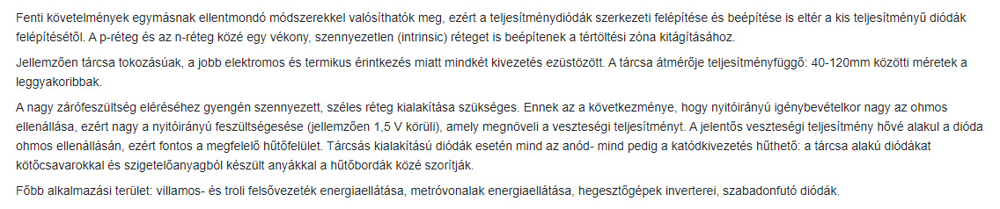 Fenti követelmények egymásnak ellentmondó módszerekkel valósíthatók meg, ezért a teljesítménydiódák szerkezeti felépítése és beépítése is eltér a kis teljesítményű diódák
felépítésétől. A p-réteg és az n-réteg közé egy vékony, szennyezetlen (intrinsic) réteget is beépítenek a tértöltési zóna kitágításához.
Jellemzően tárcsa tokozásúak, a jobb elektromos és termikus érintkezés miatt mindkét kivezetés ezüstözött. A tárcsa átmérője teljesítményfüggő: 40-120mm közötti méretek a
leggyakoribbak.
A nagy zárófeszültség eléréséhez gyengén szennyezett, széles réteg kialakítása szükséges. Ennek az a következménye, hogy nyitóirányú igénybevételkor nagy az ohmos
ellenállása, ezért nagy a nyitóirányú feszültségesése (jellemzően 1,5 V körüli), amely megnöveli a veszteségi teljesítményt. A jelentős veszteségi teljesítmény hővé alakul a dióda
ohmos ellenállásán, ezért fontos a megfelelő hűtőfelület. Tárcsás kialakítású diódák esetén mind az anód- mind pedig a katódkivezetés hűthető: a tárcsa alakú diódákat
kötőcsavarokkal és szigetelőanyagból készült anyákkal a hűtőbordák közé szorítják.
Főbb alkalmazási terület: villamos- és troli felsővezeték energiaellátása, metróvonalak energiaellátása, hegesztőgépek inverterei, szabadonfutó diódák.